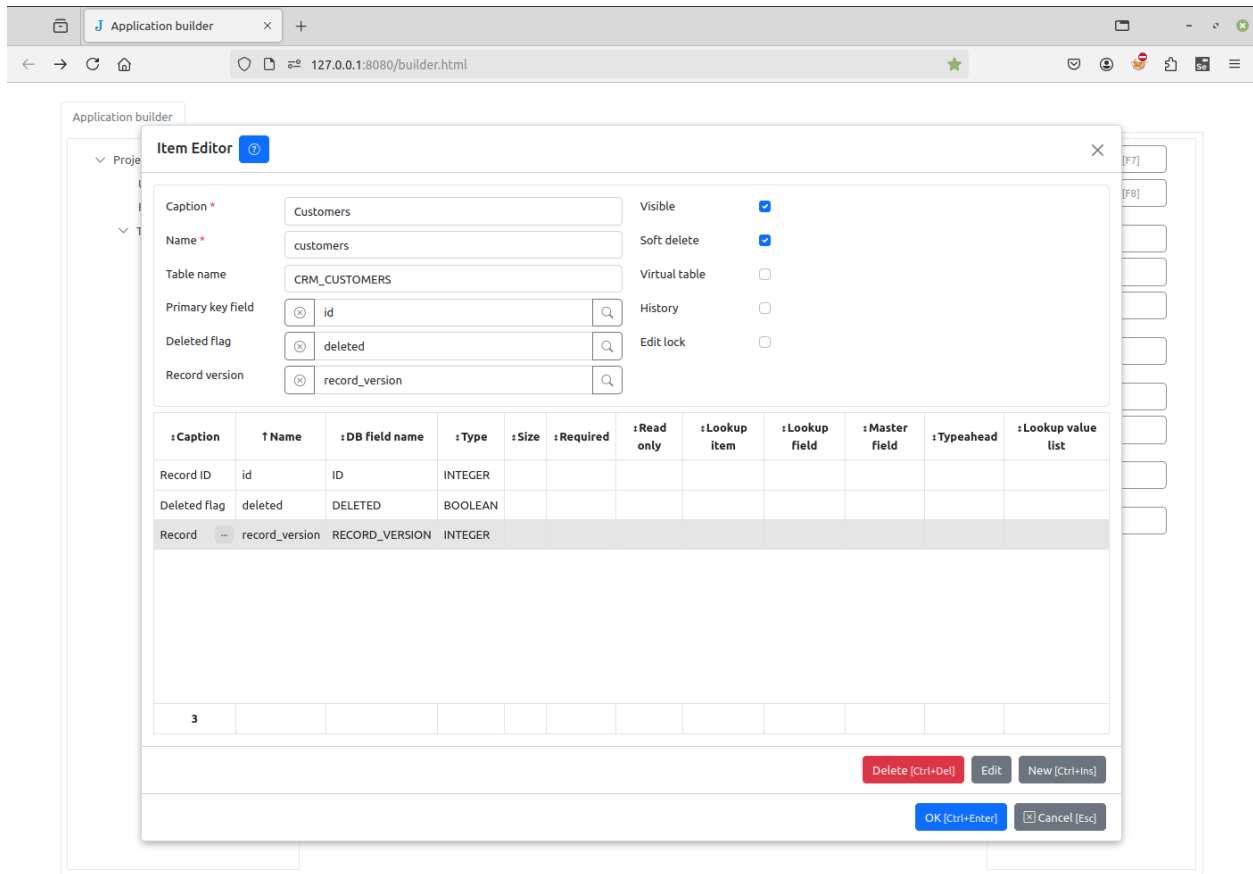 J Application builder
127.0.0.1:8080/builder.html
Se
Application builder
Item Editor
[F7]
[F8]
Caption * Customers
Name * customers
Table name CRM_CUSTOMERS
Primary key field id
Deleted flag deleted
Record version record_version
Visible
Soft delete
Virtual table
History
Edit lock
Caption Name DB field name Type Size Required Read only Lookup item Lookup field Master field Typeahead Lookup value list
Record ID id ID INTEGER
Deleted flag deleted DELETED BOOLEAN
Record ... record_version RECORD_VERSION INTEGER
3
Delete [Ctrl+Del] Edit New [Ctrl+Ins]
OK [Ctrl+Enter] Cancel [Esc]